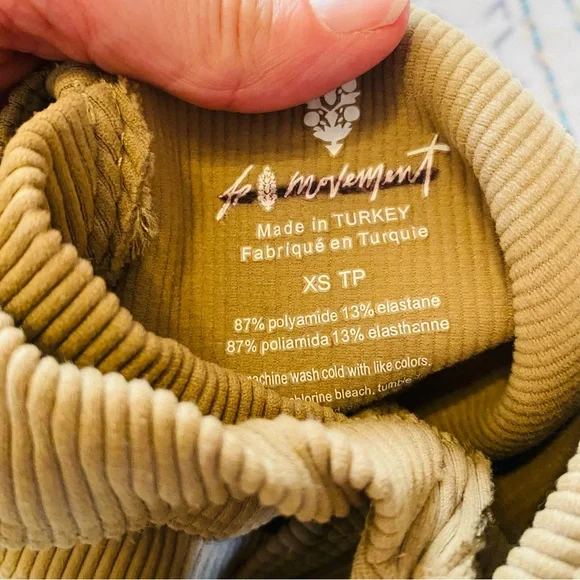 fp movement
Made in TURKEY
Fabriqué en Turquie
XS TP
87% polyamide 13% elastane
87% poliamida 13% elasthanne
machine wash cold with like colors.
chlorine bleach, tumble